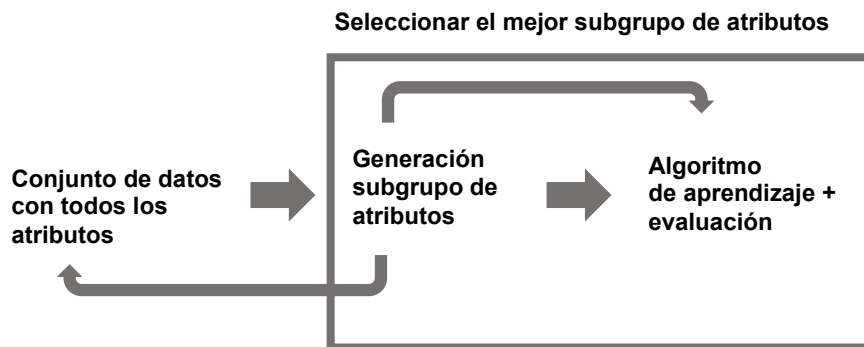 Seleccionar el mejor subgrupo de atributos
Conjunto de datos
con todos los
atributos
Generación
subgrupo de
atributos
Algoritmo
de aprendizaje +
evaluación